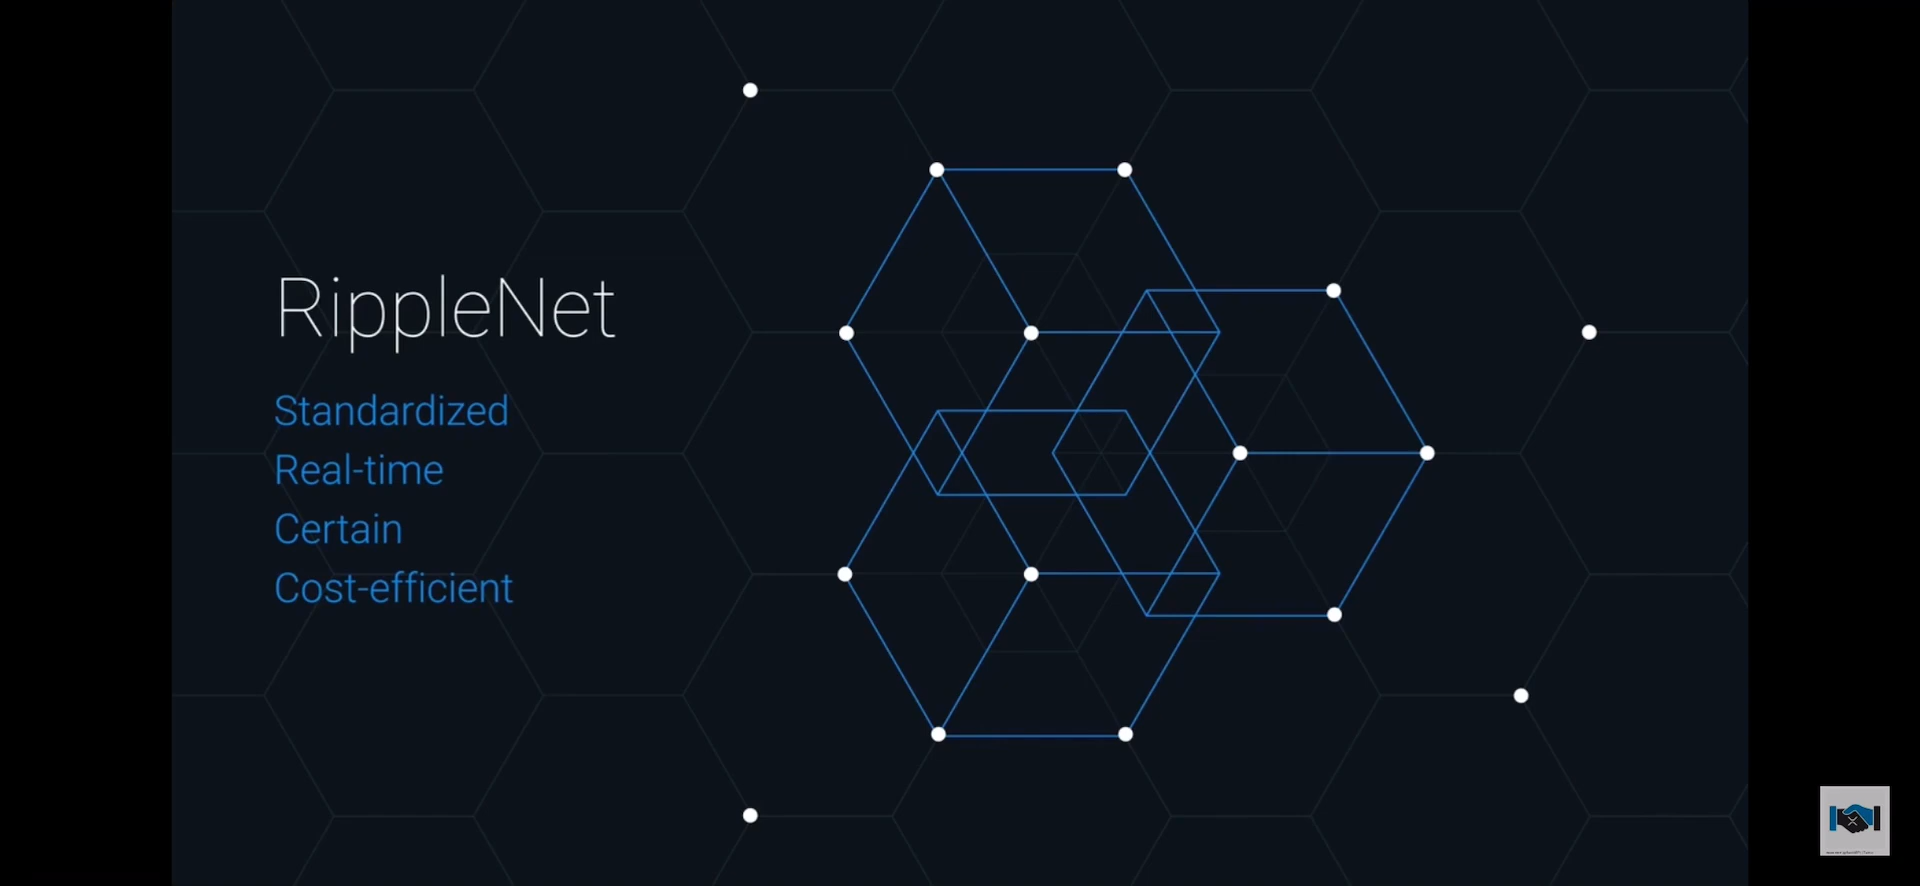 RippleNet
Standardized
Real-time
Certain
Cost-efficient